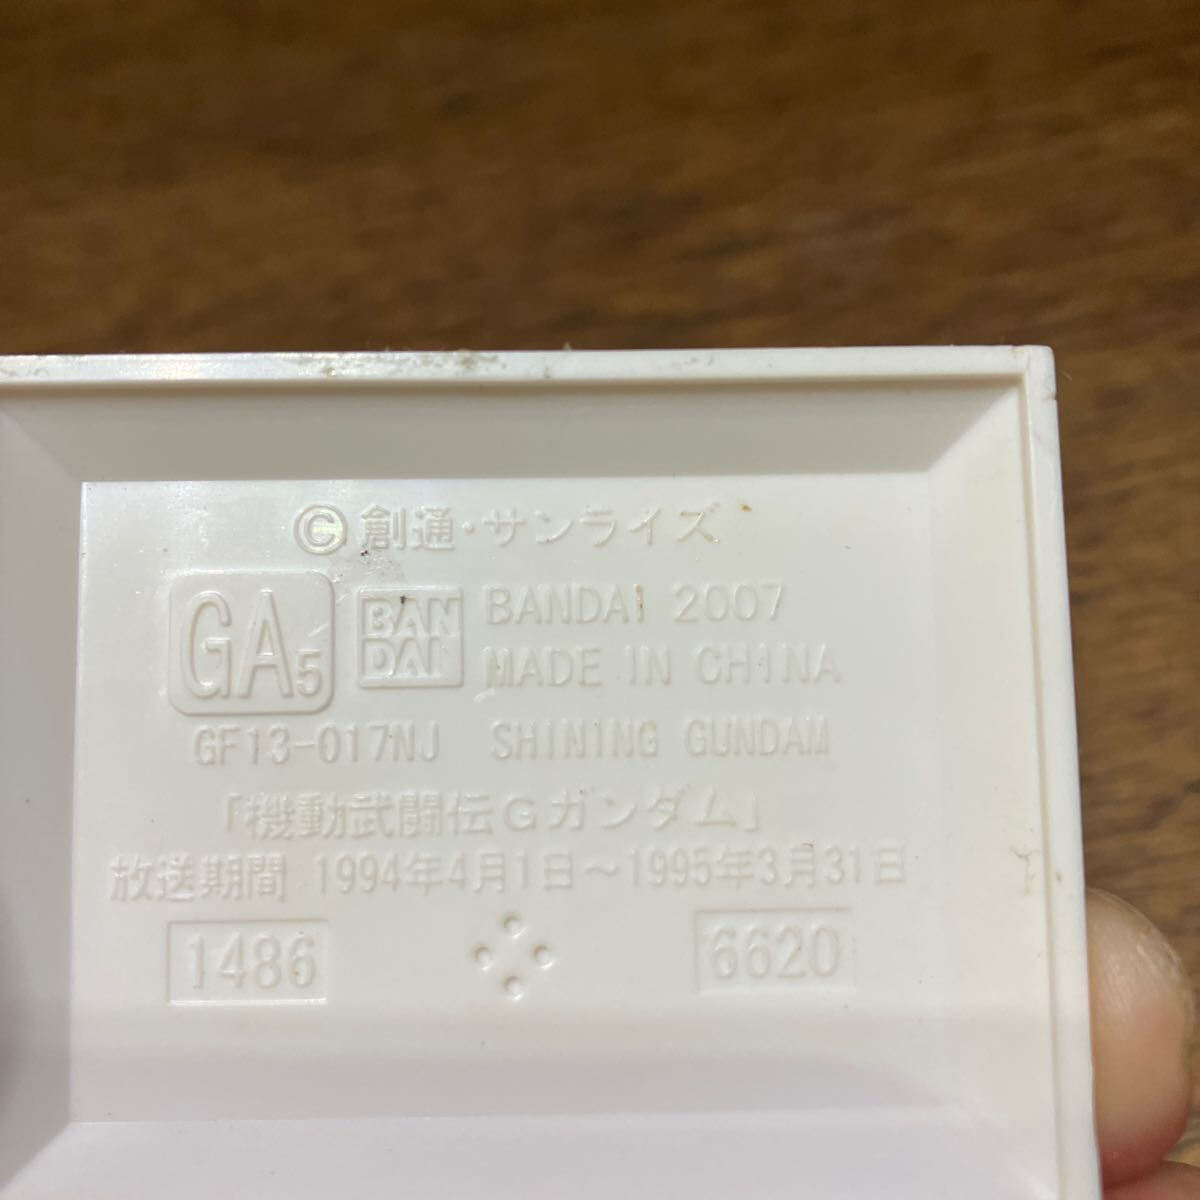 ©創通・サンライズ
GA5 BANDAI BANDAI 2007
MADE IN CHINA
GF13-017NJ SHINING GUNDAM
「機動武闘伝Gガンダム」
放送期間 1994年4月1日～1995年3月31日
1486 6620